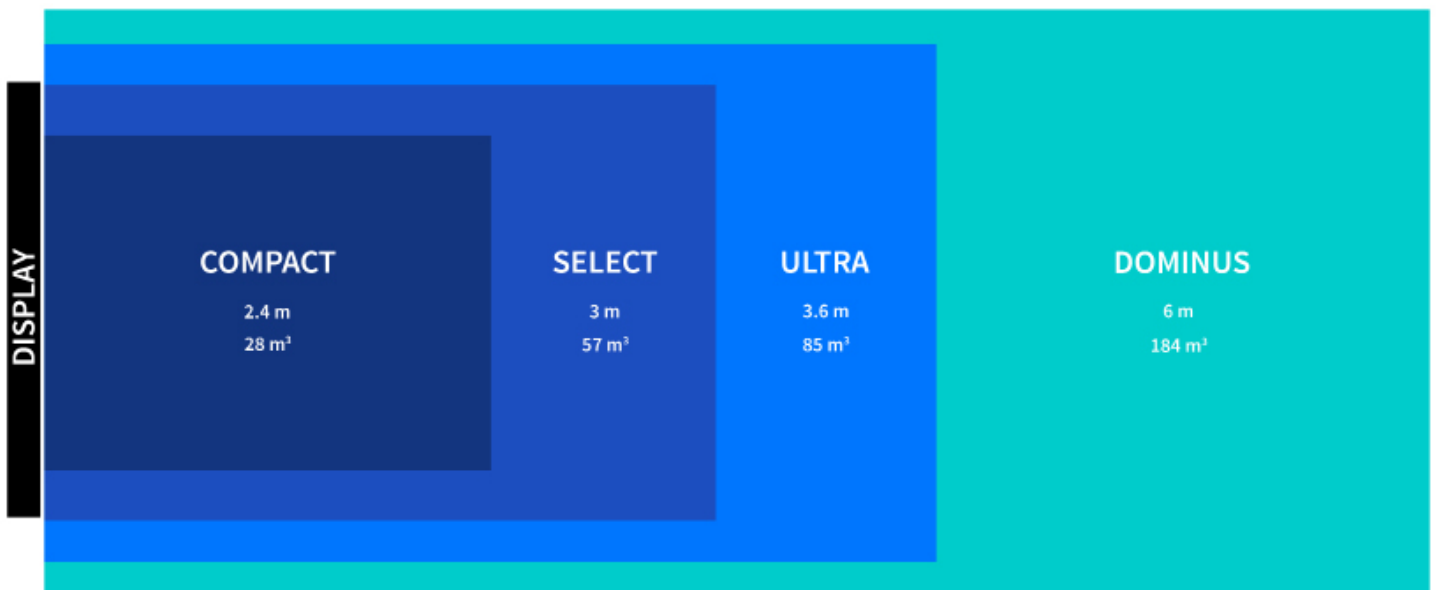 DISPLAY
COMPACT
2.4 m
28 m³
SELECT
3 m
57 m³
ULTRA
3.6 m
85 m³
DOMINUS
6 m
184 m³